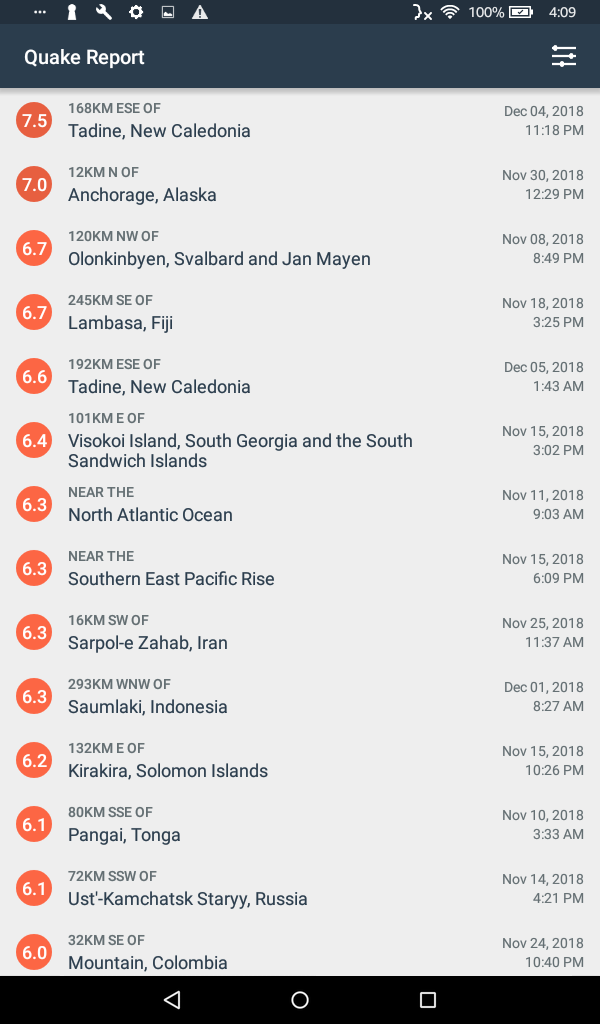 100% 4:09
Quake Report
7.5 168KM ESE OF Dec 04, 2018
Tadine, New Caledonia 11:18 PM
7.0 12KM N OF Nov 30, 2018
Anchorage, Alaska 12:29 PM
6.7 120KM NW OF Nov 08, 2018
Olonkinbyen, Svalbard and Jan Mayen 8:49 PM
6.7 245KM SE OF Nov 18, 2018
Lambasa, Fiji 3:25 PM
6.6 192KM ESE OF Dec 05, 2018
Tadine, New Caledonia 1:43 AM
6.4 101KM E OF Nov 15, 2018
Visokoi Island, South Georgia and the South 3:02 PM
Sandwich Islands
6.3 NEAR THE Nov 11, 2018
North Atlantic Ocean 9:03 AM
6.3 NEAR THE Nov 15, 2018
Southern East Pacific Rise 6:09 PM
6.3 16KM SW OF Nov 25, 2018
Sarpol-e Zahab, Iran 11:37 AM
6.3 293KM WNW OF Dec 01, 2018
Saumlaki, Indonesia 8:27 AM
6.2 132KM E OF Nov 15, 2018
Kirakira, Solomon Islands 10:26 PM
6.1 80KM SSE OF Nov 10, 2018
Pangai, Tonga 3:33 AM
6.1 72KM SSW OF Nov 14, 2018
Ust'-Kamchatsk Staryy, Russia 4:21 PM
6.0 32KM SE OF Nov 24, 2018
Mountain, Colombia 10:40 PM